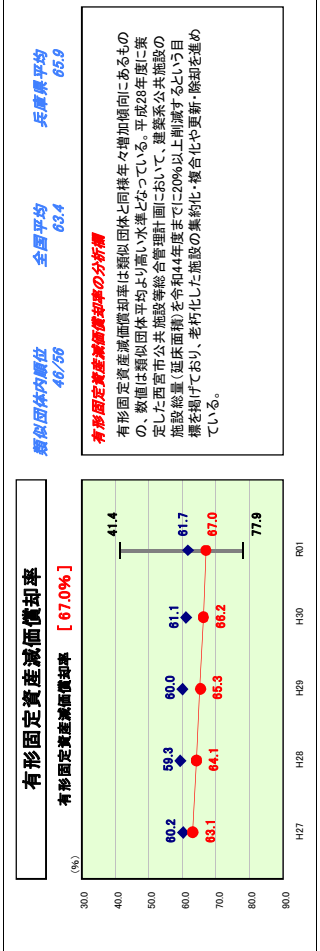 有形固定資産減価償却率
有形固定資産減価償却率 [ 67.0% ]
類似団体内順位
46/56
全国平均
63.4
兵庫県平均
65.9
(%)
30.0
40.0
50.0
60.0
70.0
80.0
90.0
60.2
59.3
60.0
61.1
61.7
63.1
64.1
65.3
66.2
67.0
41.4
77.9
H27
H28
H29
H30
R01
有形固定資産減価償却率の分析欄
有形固定資産減価償却率は類似団体と同様年々増加傾向にあるもの
の、数値は類似団体平均より高い水準となっている。平成28年度に策
定した西宮市公共施設等総合管理計画において、建築系公共施設の
施設総量(延床面積)を令和44年度までに20%以上削減するという目
標を掲げており、老朽化した施設の集約化・複合化や更新・除却を進め
ている。